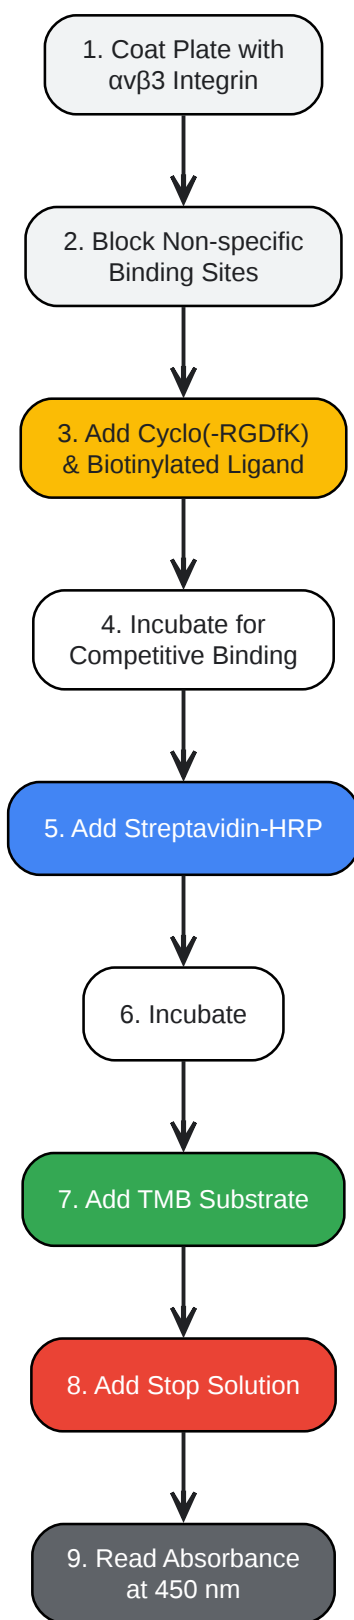 1. Coat Plate with
αvβ3 Integrin
2. Block Non-specific
Binding Sites
3. Add Cyclo(-RGDfK)
& Biotinylated Ligand
4. Incubate for
Competitive Binding
5. Add Streptavidin-HRP
6. Incubate
7. Add TMB Substrate
8. Add Stop Solution
9. Read Absorbance
at 450 nm